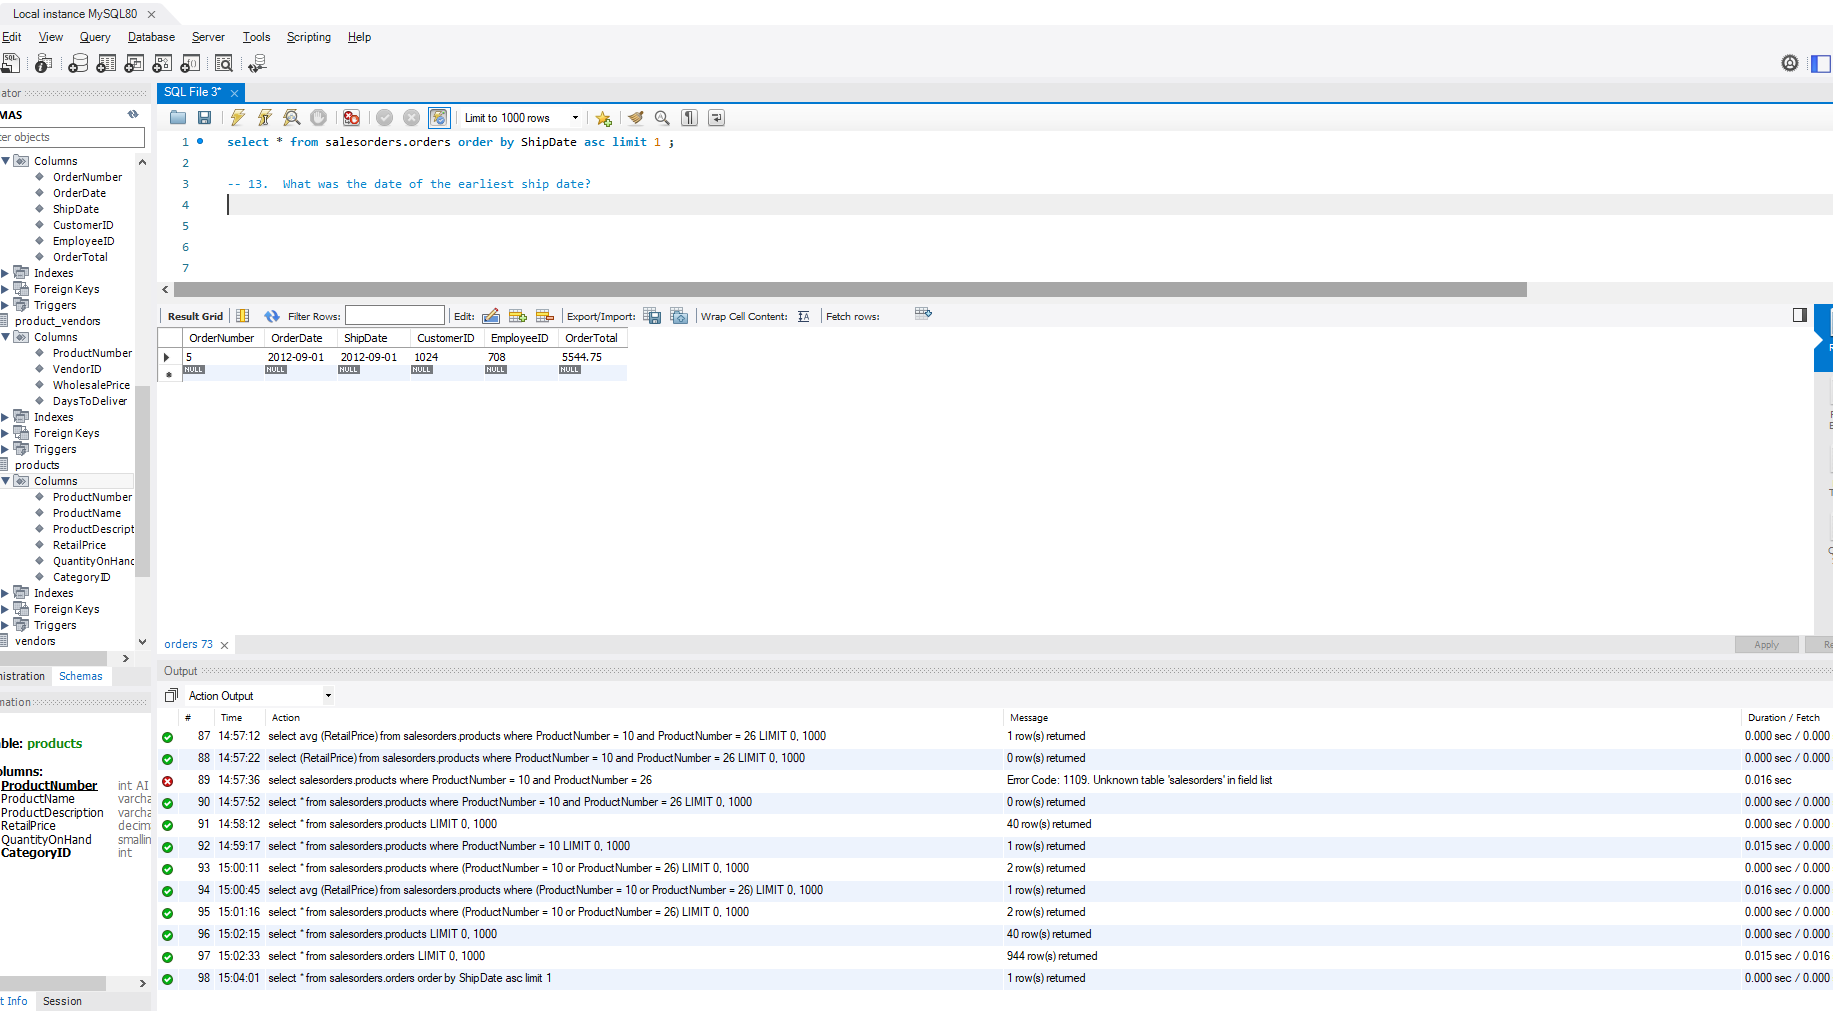 Local instance MySQL80
Edit View Query Database Server Tools Scripting Help
ator
SQL File 3*
MAS
ter objects
Limit to 1000 rows
1 select * from salesorders.orders order by ShipDate asc limit 1 ;
2
3 -- 13.  What was the date of the earliest ship date?
4
5
6
7
Columns
OrderNumber
OrderDate
ShipDate
CustomerID
EmployeeID
OrderTotal
Indexes
Foreign Keys
Triggers
product_vendors
Columns
ProductNumber
VendorID
WholesalePrice
DaysToDeliver
Indexes
Foreign Keys
Triggers
products
Columns
ProductNumber
ProductName
ProductDescript
RetailPrice
QuantityOnHand
CategoryID
Indexes
Foreign Keys
Triggers
vendors
Result Grid Filter Rows: Edit: Export/Import: Wrap Cell Content: Fetch rows:
OrderNumber OrderDate ShipDate CustomerID EmployeeID OrderTotal
5 2012-09-01 2012-09-01 1024 708 5544.75
NULL NULL NULL NULL NULL NULL
orders 73
Apply Re
nistration Schemas
mation
ble: products
olumns:
ProductNumber int AI
ProductName varcha
ProductDescription varcha
RetailPrice decim
QuantityOnHand smallin
CategoryID int
t Info Session
Output
Action Output
# Time Action Message Duration / Fetch
87 14:57:12 select avg (RetailPrice) from salesorders.products where ProductNumber = 10 and ProductNumber = 26 LIMIT 0, 1000 1 row(s) returned 0.000 sec / 0.000
88 14:57:22 select (RetailPrice) from salesorders.products where ProductNumber = 10 and ProductNumber = 26 LIMIT 0, 1000 0 row(s) returned 0.000 sec / 0.000
89 14:57:36 select salesorders.products where ProductNumber = 10 and ProductNumber = 26 Error Code: 1109. Unknown table 'salesorders' in field list 0.016 sec
90 14:57:52 select * from salesorders.products where ProductNumber = 10 and ProductNumber = 26 LIMIT 0, 1000 0 row(s) returned 0.000 sec / 0.000
91 14:58:12 select * from salesorders.products LIMIT 0, 1000 40 row(s) returned 0.000 sec / 0.000
92 14:59:17 select * from salesorders.products where ProductNumber = 10 LIMIT 0, 1000 1 row(s) returned 0.015 sec / 0.000
93 15:00:11 select * from salesorders.products where (ProductNumber = 10 or ProductNumber = 26) LIMIT 0, 1000 2 row(s) returned 0.000 sec / 0.000
94 15:00:45 select avg (RetailPrice) from salesorders.products where (ProductNumber = 10 or ProductNumber = 26) LIMIT 0, 1000 1 row(s) returned 0.016 sec / 0.000
95 15:01:16 select * from salesorders.products where (ProductNumber = 10 or ProductNumber = 26) LIMIT 0, 1000 2 row(s) returned 0.000 sec / 0.000
96 15:02:15 select * from salesorders.products LIMIT 0, 1000 40 row(s) returned 0.000 sec / 0.000
97 15:02:33 select * from salesorders.orders LIMIT 0, 1000 944 row(s) returned 0.015 sec / 0.016
98 15:04:01 select * from salesorders.orders order by ShipDate asc limit 1 1 row(s) returned 0.000 sec / 0.000